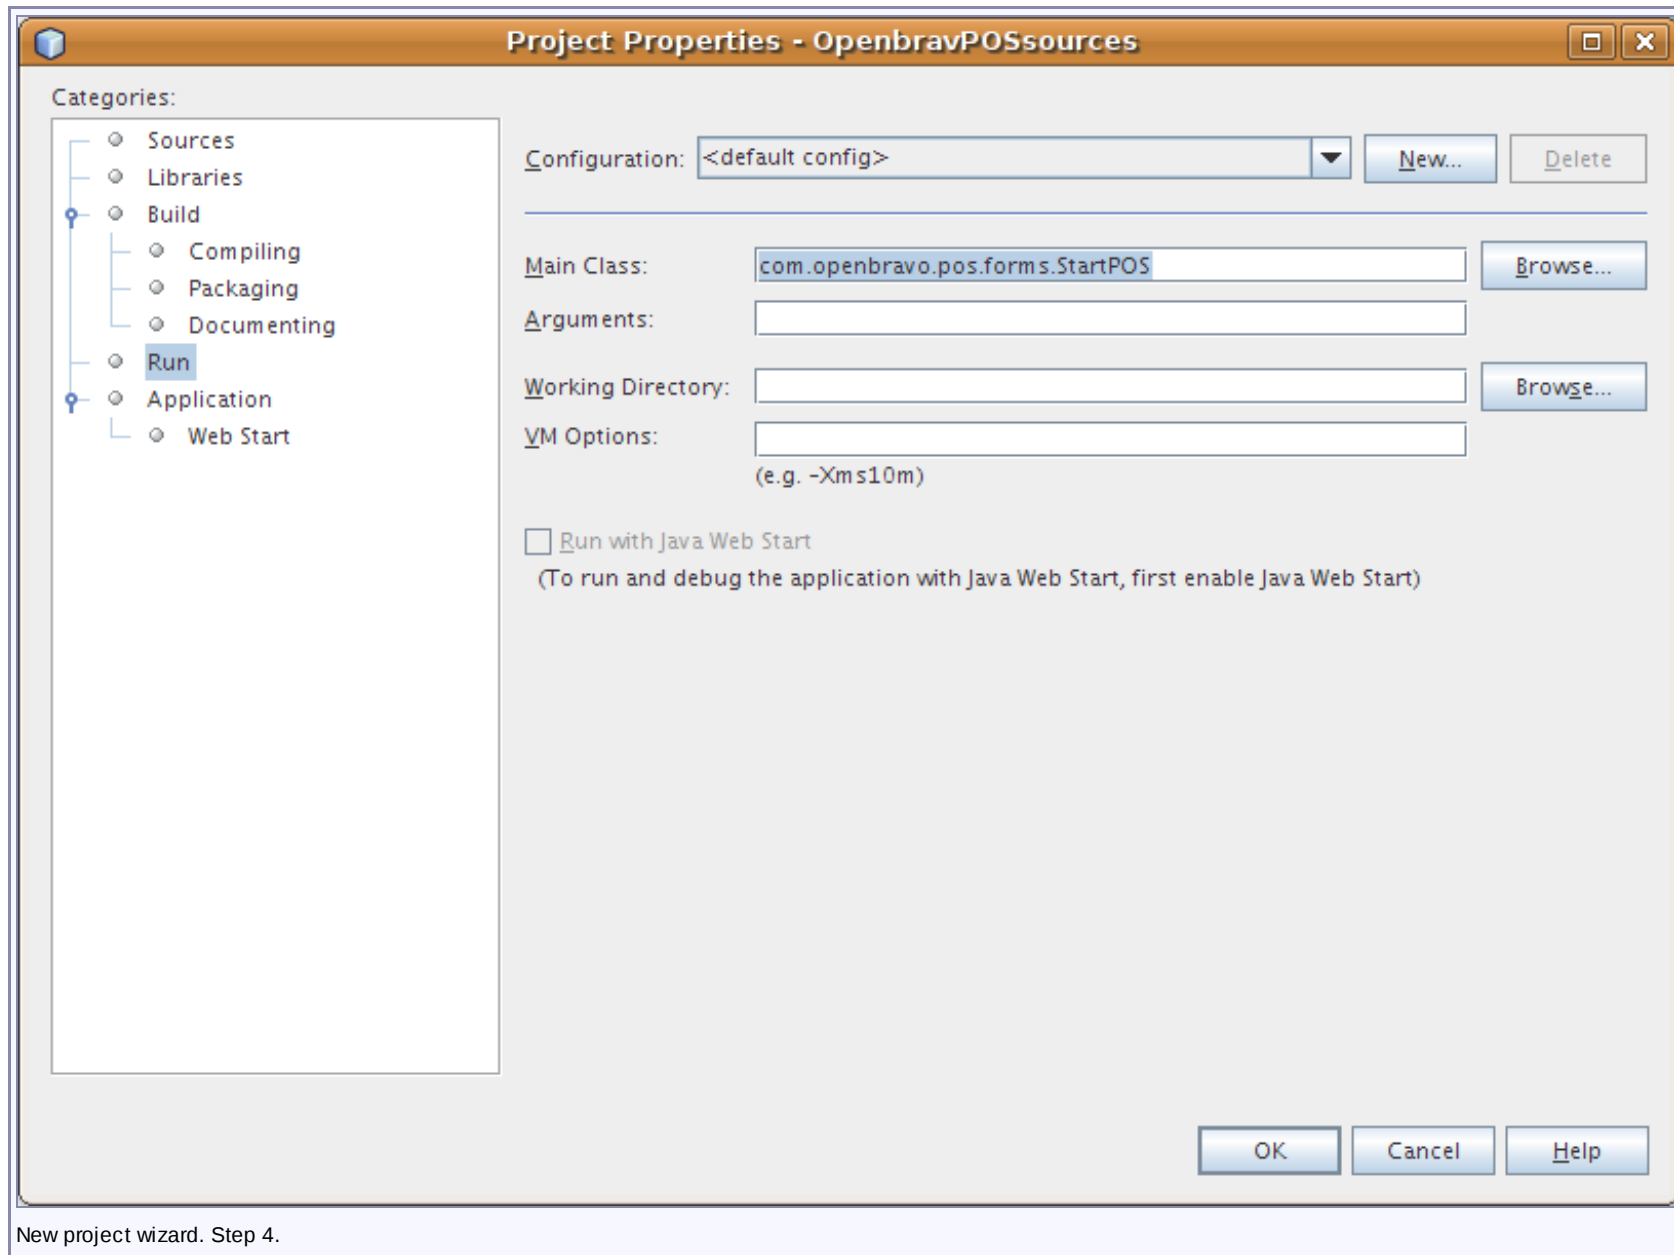 Project Properties - OpenbravPOSsources
Categories:
Sources
Libraries
Build
Compiling
Packaging
Documenting
Run
Application
Web Start
Configuration: <default config> New... Delete
Main Class: com.openbravo.pos.forms.StartPOS Browse...
Arguments:
Working Directory: Browse...
VM Options:
(e.g. -Xms10m)
Run with Java Web Start
(To run and debug the application with Java Web Start, first enable Java Web Start)
OK Cancel Help
New project wizard. Step 4.